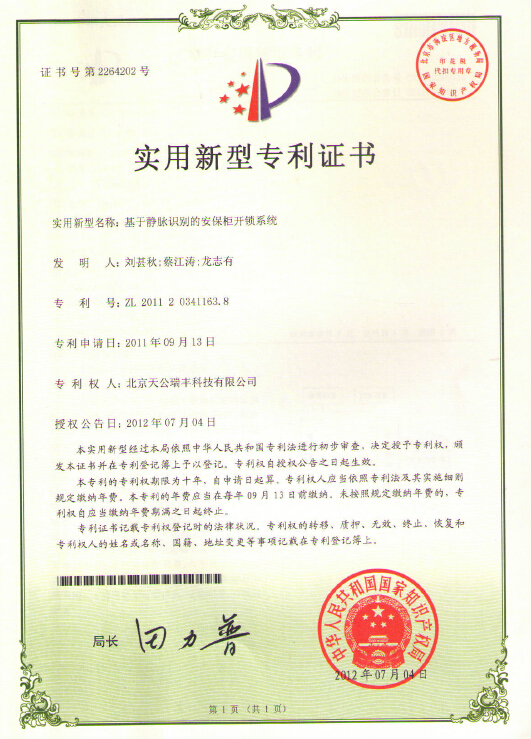 证书号第2264202号
北京市海淀区地方税务局
印花税
代扣专用章
国家知识产权局
实用新型专利证书
实用新型名称：基于静脉识别的安保柜开锁系统
发 明 人：刘甚秋;蔡江涛;龙志有
专 利 号：ZL 2011 2 0341163.8
专利申请日：2011年09月13日
专 利 权 人：北京天公瑞丰科技有限公司
授权公告日：2012年07月04日
本实用新型经过本局依照中华人民共和国专利法进行初步审查，决定授予专利权，颁
发本证书并在专利登记簿上予以登记。专利权自授权公告之日起生效。
本专利的专利权期限为十年，自申请日起算。专利权人应当依照专利法及其实施细则
规定缴纳年费。本专利的年费应当在每年09月13日前缴纳。未按照规定缴纳年费的，专
利权自应当缴纳年费期满之日起终止。
专利证书记载专利权登记时的法律状况。专利权的转移、质押、无效、终止、恢复和
专利权人的姓名或名称、国籍、地址变更等事项记载在专利登记簿上。
局长 田力普
中华人民共和国国家知识产权局
2012年07月04日
第1页（共1页）